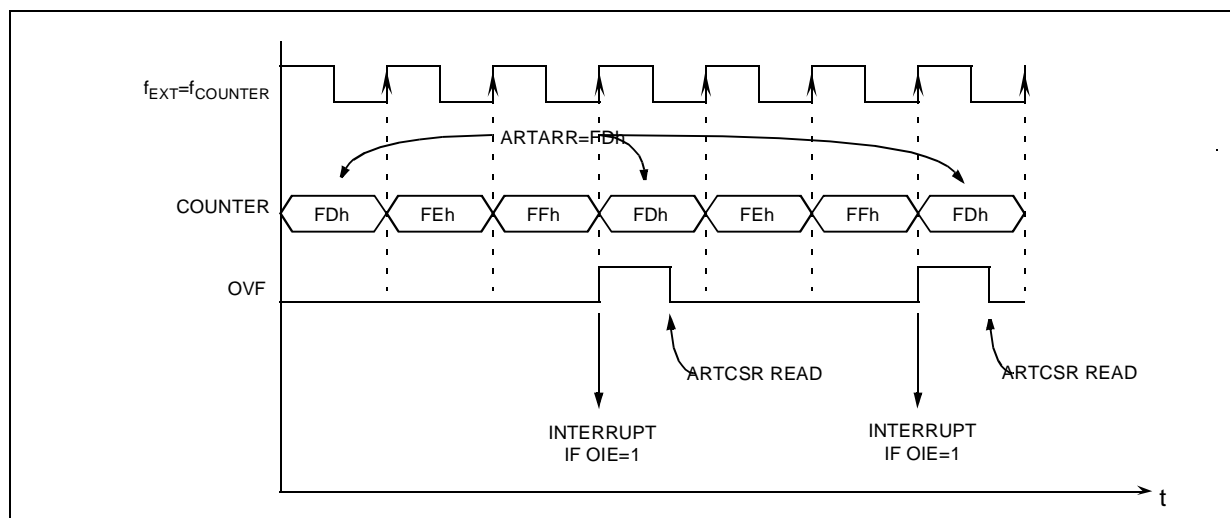 fEXT=fCOUNTER
ARTARR=FDh
COUNTER
FDh FEh FFh FDh FEh FFh FDh
OVF
ARTCSR READ
ARTCSR READ
INTERRUPT
IF OIE=1
INTERRUPT
IF OIE=1
t